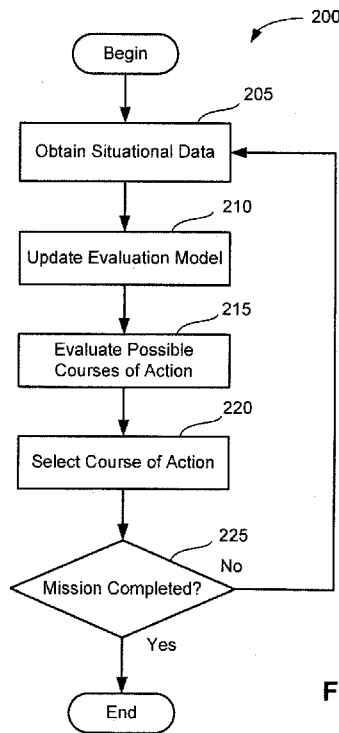 200
Begin
205
Obtain Situational Data
210
Update Evaluation Model
215
Evaluate Possible
Courses of Action
220
Select Course of Action
225
Mission Completed?
No
Yes
F
End